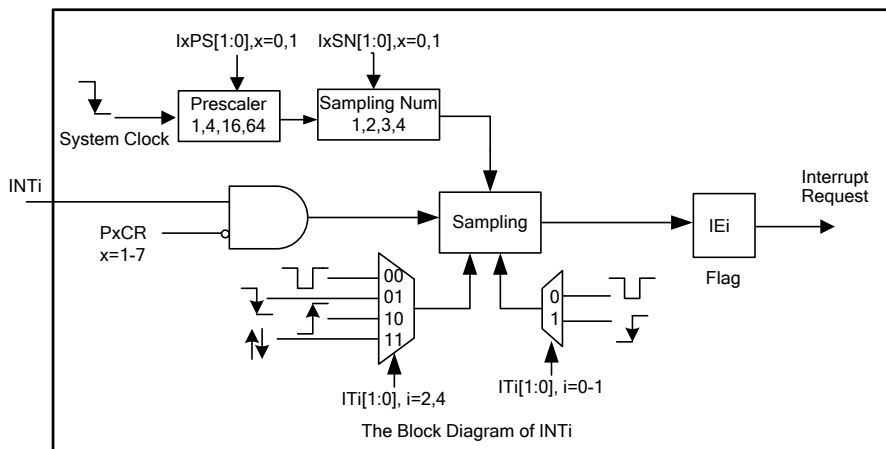 IxPS[1:0],x=0,1
IxSN[1:0],x=0,1
Prescaler
1,4,16,64
Sampling Num
1,2,3,4
System Clock
INTi
PxCR
x=1-7
Sampling
IEi
Flag
Interrupt
Request
00
01
10
11
0
1
ITi[1:0], i=2,4
ITi[1:0], i=0-1
The Block Diagram of INTi